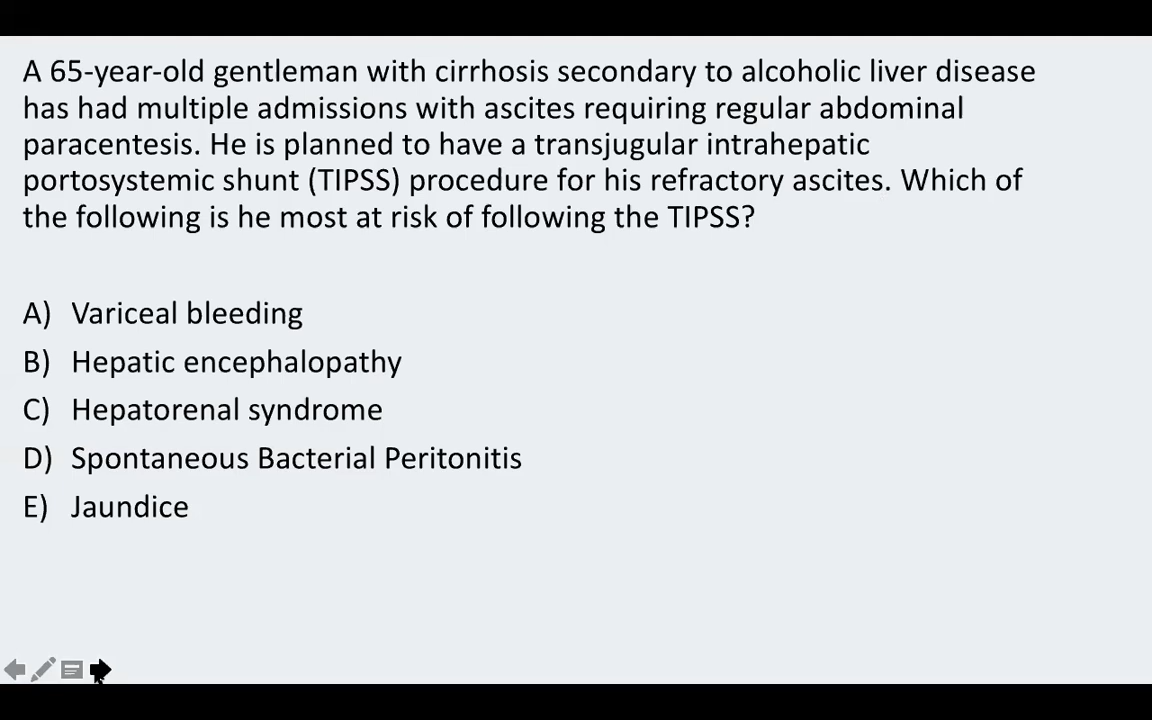 A 65-year-old gentleman with cirrhosis secondary to alcoholic liver disease
has had multiple admissions with ascites requiring regular abdominal
paracentesis. He is planned to have a transjugular intrahepatic
portosystemic shunt (TIPSS) procedure for his refractory ascites. Which of
the following is he most at risk of following the TIPSS?
A) Variceal bleeding
B) Hepatic encephalopathy
C) Hepatorenal syndrome
D) Spontaneous Bacterial Peritonitis
E) Jaundice